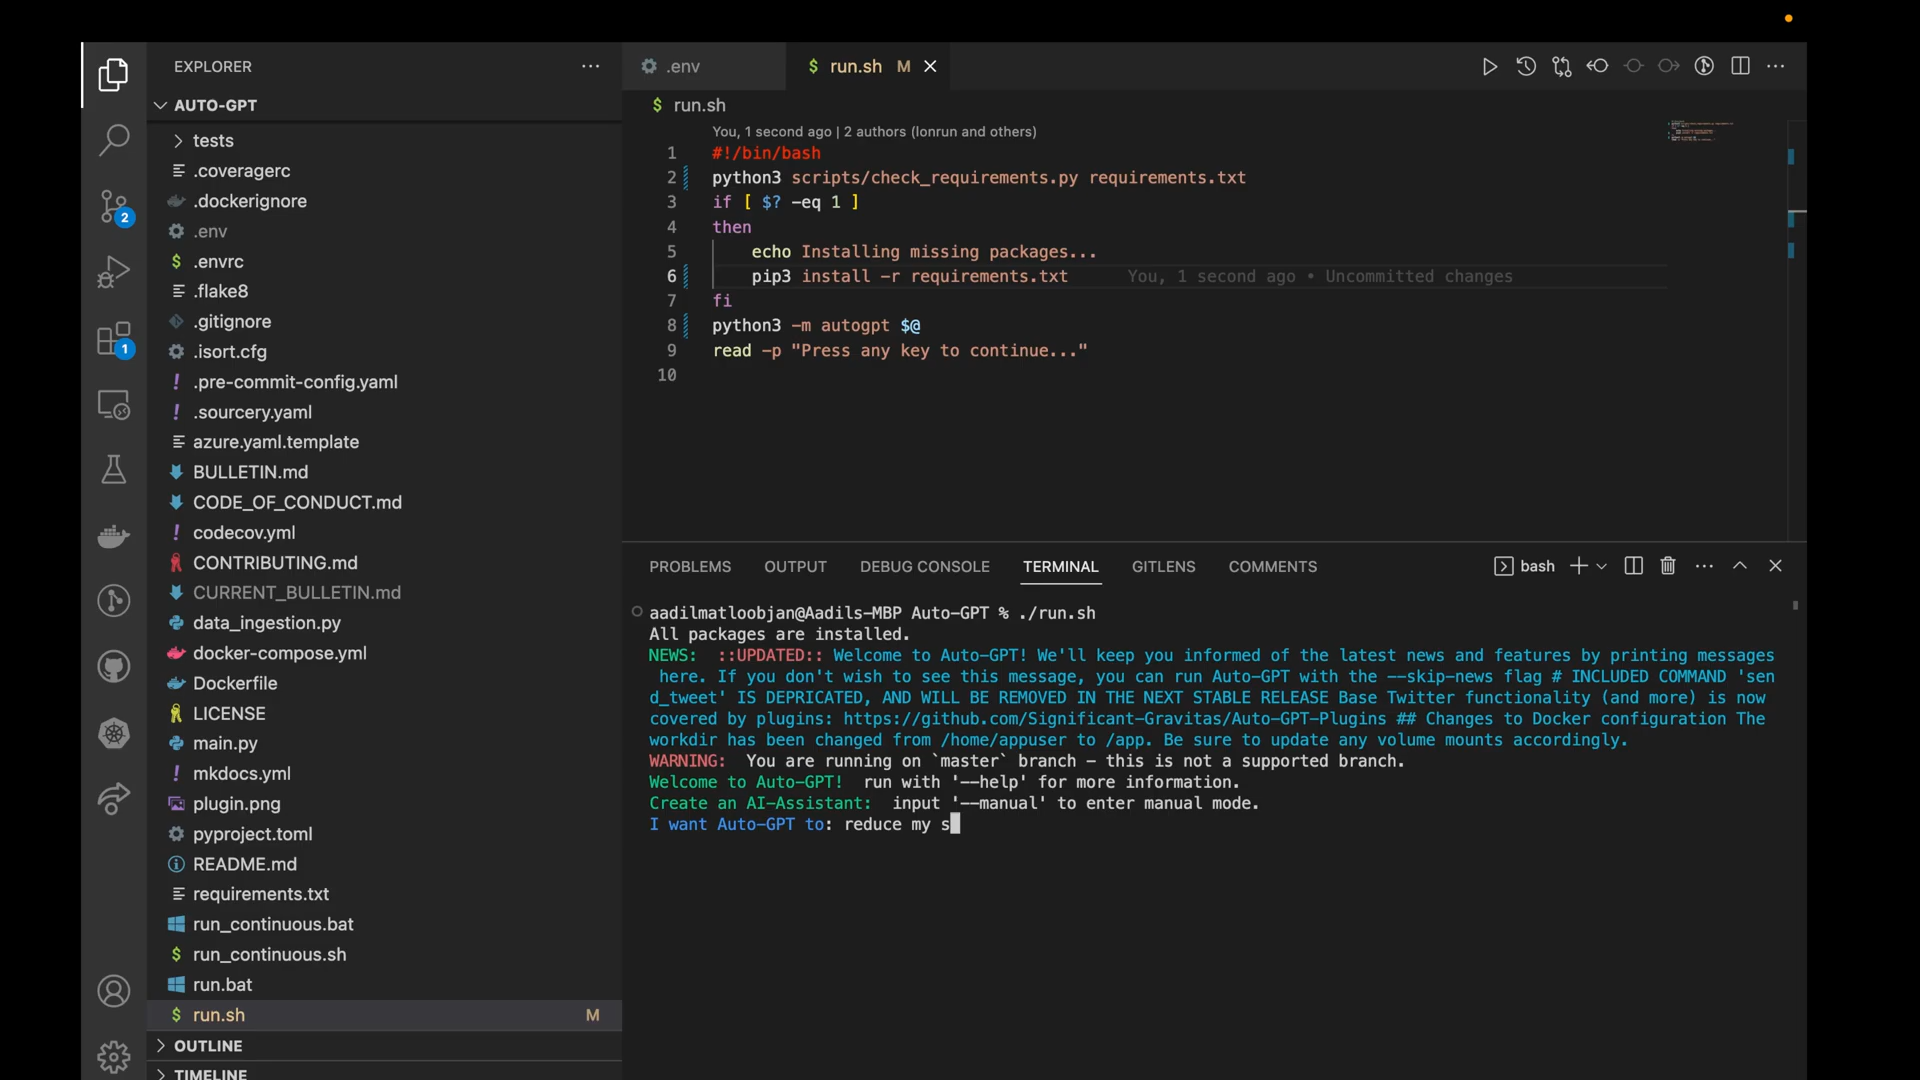 EXPLORER
AUTO-GPT
tests
.coveragerc
.dockerignore
.env
.envrc
.flake8
.gitignore
.isort.cfg
.pre-commit-config.yaml
.sourcery.yaml
azure.yaml.template
BULLETIN.md
CODE_OF_CONDUCT.md
codecov.yml
CONTRIBUTING.md
CURRENT_BULLETIN.md
data_ingestion.py
docker-compose.yml
Dockerfile
LICENSE
main.py
mkdocs.yml
plugin.png
pyproject.toml
README.md
requirements.txt
run_continuous.bat
run_continuous.sh
run.bat
$ run.sh M
OUTLINE
TIMELINE
2
1
.env
$ run.sh M
$ run.sh
You, 1 second ago | 2 authors (lonrun and others)
1 #!/bin/bash
2 python3 scripts/check_requirements.py requirements.txt
3 if [ $? -eq 1 ]
4 then
5 echo Installing missing packages...
6 pip3 install -r requirements.txt You, 1 second ago • Uncommitted changes
7 fi
8 python3 -m autogpt $@
9 read -p "Press any key to continue..."
10
PROBLEMS OUTPUT DEBUG CONSOLE TERMINAL GITLENS COMMENTS bash
aadilmatloobjan@Aadils-MBP Auto-GPT % ./run.sh
All packages are installed.
NEWS: ::UPDATED:: Welcome to Auto-GPT! We'll keep you informed of the latest news and features by printing messages
here. If you don't wish to see this message, you can run Auto-GPT with the --skip-news flag # INCLUDED COMMAND 'sen
d_tweet' IS DEPRICATED, AND WILL BE REMOVED IN THE NEXT STABLE RELEASE Base Twitter functionality (and more) is now
covered by plugins: https://github.com/Significant-Gravitas/Auto-GPT-Plugins ## Changes to Docker configuration The
workdir has been changed from /home/appuser to /app. Be sure to update any volume mounts accordingly.
WARNING: You are running on `master` branch - this is not a supported branch.
Welcome to Auto-GPT! run with '--help' for more information.
Create an AI-Assistant: input '--manual' to enter manual mode.
I want Auto-GPT to: reduce my s